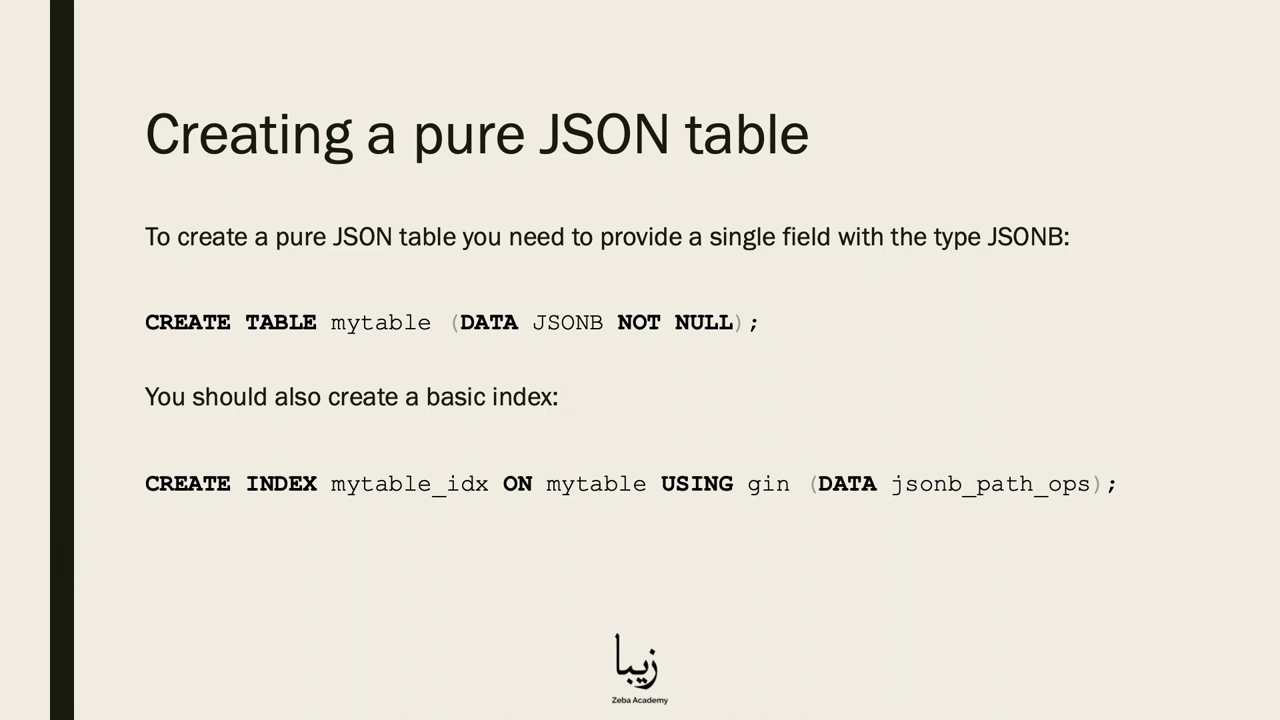 Creating a pure JSON table
To create a pure JSON table you need to provide a single field with the type JSONB:
CREATE TABLE mytable (DATA JSONB NOT NULL);
You should also create a basic index:
CREATE INDEX mytable_idx ON mytable USING gin (DATA jsonb_path_ops);
زیبا
Zeba Academy